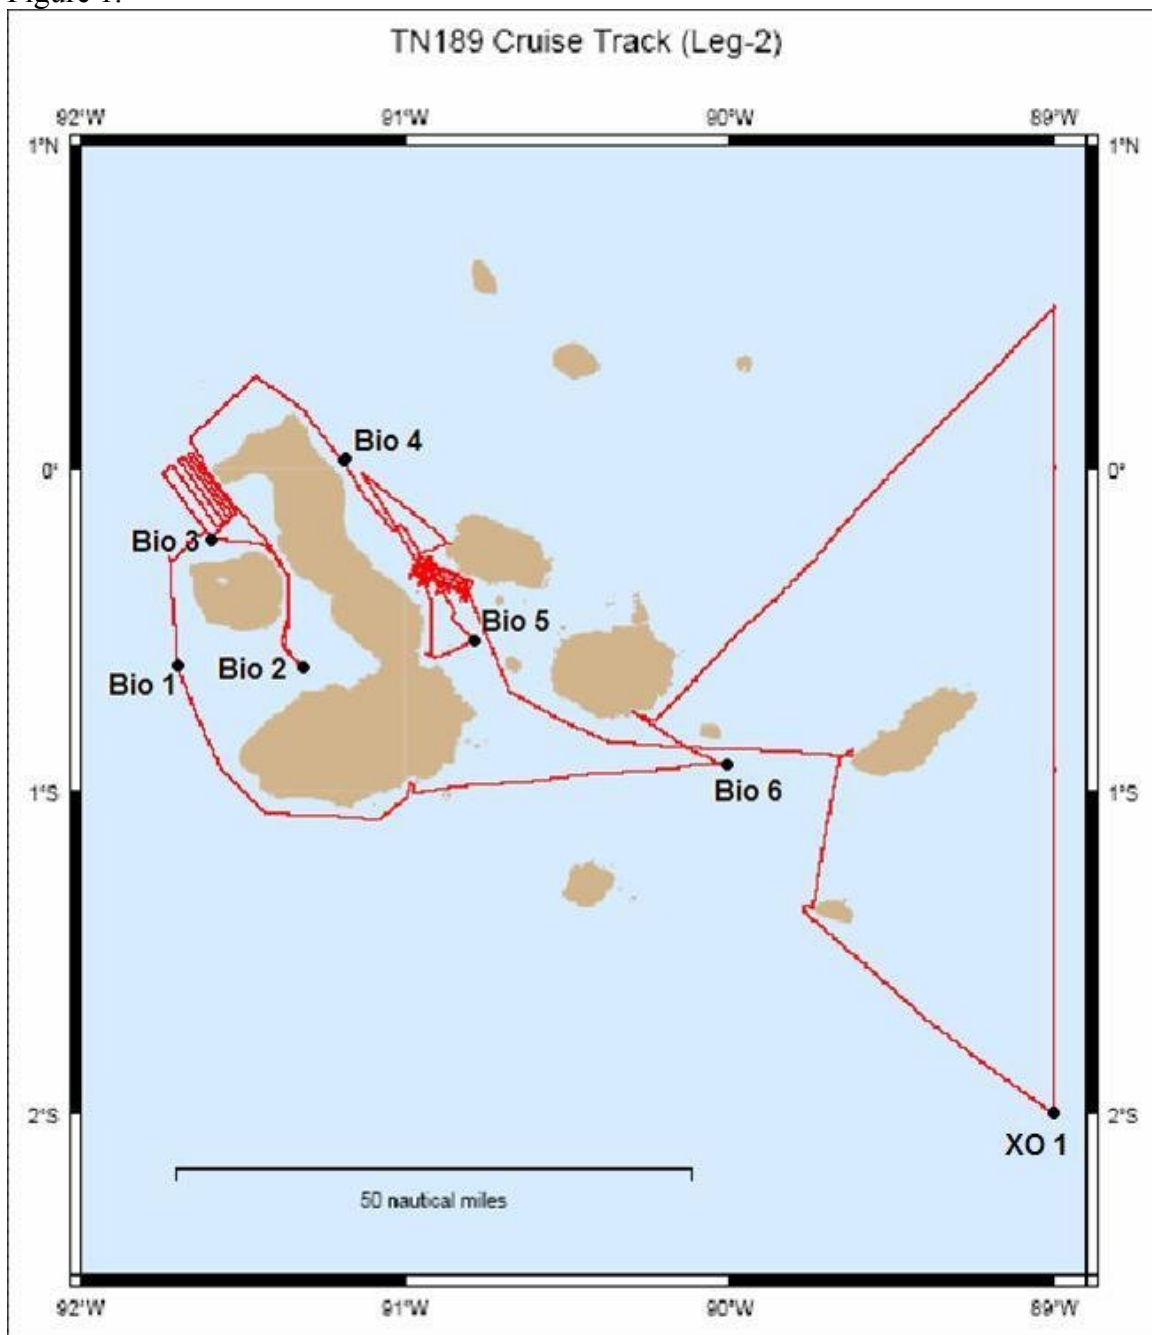 Figure 1.
TN189 Cruise Track (Leg-2)
92°W 91°W 90°W 89°W
1°N 1°N
Bio 4
0° 0°
Bio 3
Bio 5
Bio 2
Bio 1
Bio 6
1°S 1°S
2°S 2°S
XO 1
50 nautical miles
92°W 91°W 90°W 89°W